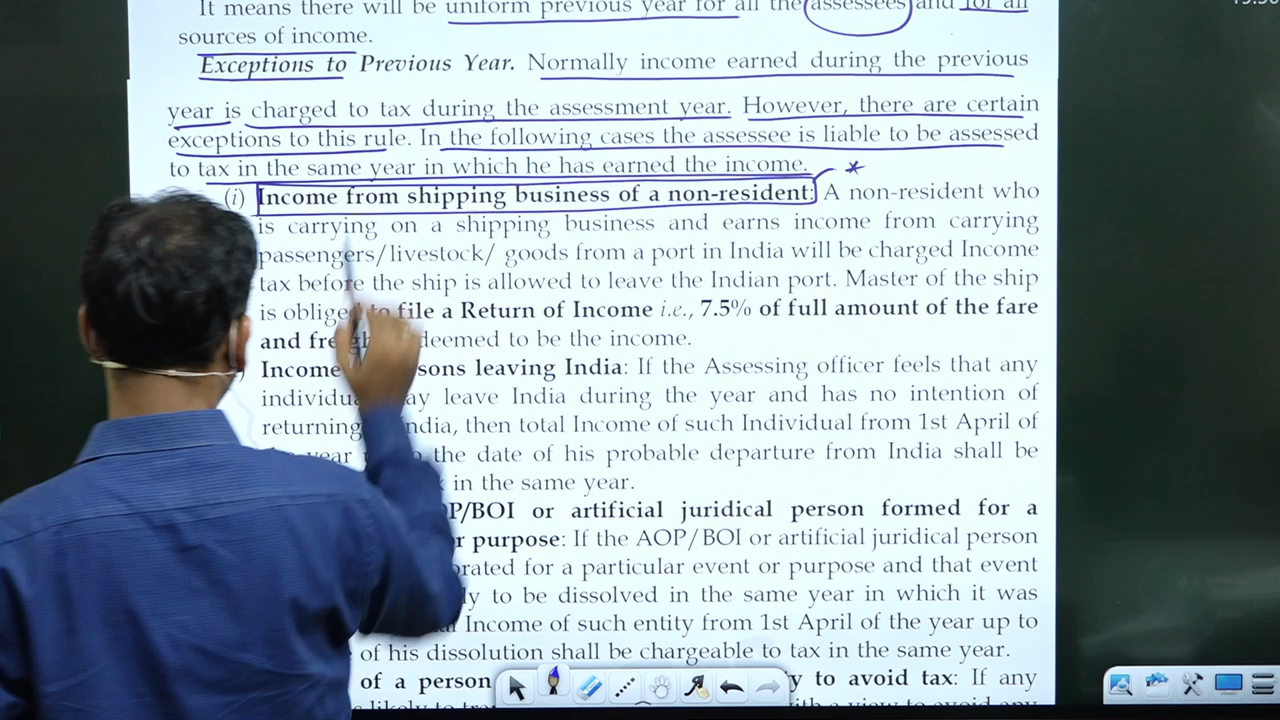 It means there will be uniform previous year for all the assessees and for all
sources of income.
Exceptions to Previous Year. Normally income earned during the previous
year is charged to tax during the assessment year. However, there are certain
exceptions to this rule. In the following cases the assessee is liable to be assessed
to tax in the same year in which he has earned the income.
(i) Income from shipping business of a non-resident: A non-resident who
is carrying on a shipping business and earns income from carrying
passengers/livestock/ goods from a port in India will be charged Income
tax before the ship is allowed to leave the Indian port. Master of the ship
is obliged to file a Return of Income i.e., 7.5% of full amount of the fare
and deemed to be the income.
Income leaving India: If the Assessing officer feels that any
leave India during the year and has no intention of
returning then total Income of such Individual from 1st April of
year the date of his probable departure from India shall be
in the same year.
/BOI or artificial juridical person formed for a
purpose: If the AOP/BOI or artificial juridical person
for a particular event or purpose and that event
to be dissolved in the same year in which it was
Income of such entity from 1st April of the year up to
of his dissolution shall be chargeable to tax in the same year.
of a person to avoid tax: If any